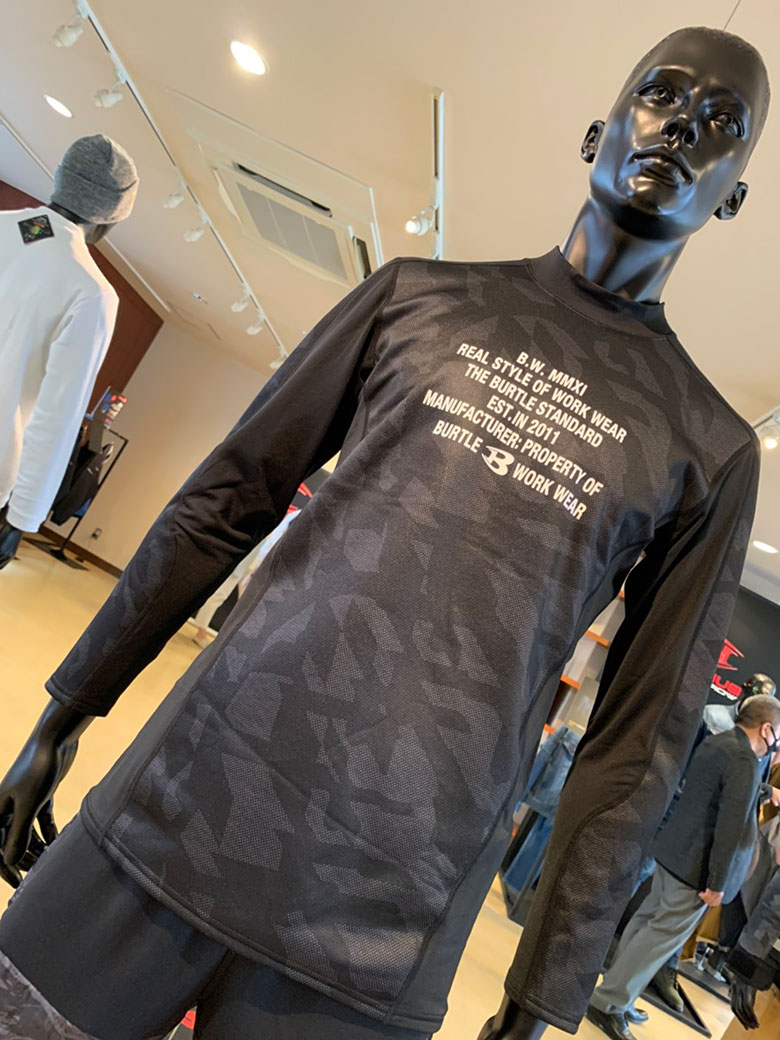 B.W. MMXI
REAL STYLE OF WORK WEAR
THE BURTLE STANDARD
EST.IN 2011
MANUFACTURER: PROPERTY OF
BURTLE B WORK WEAR